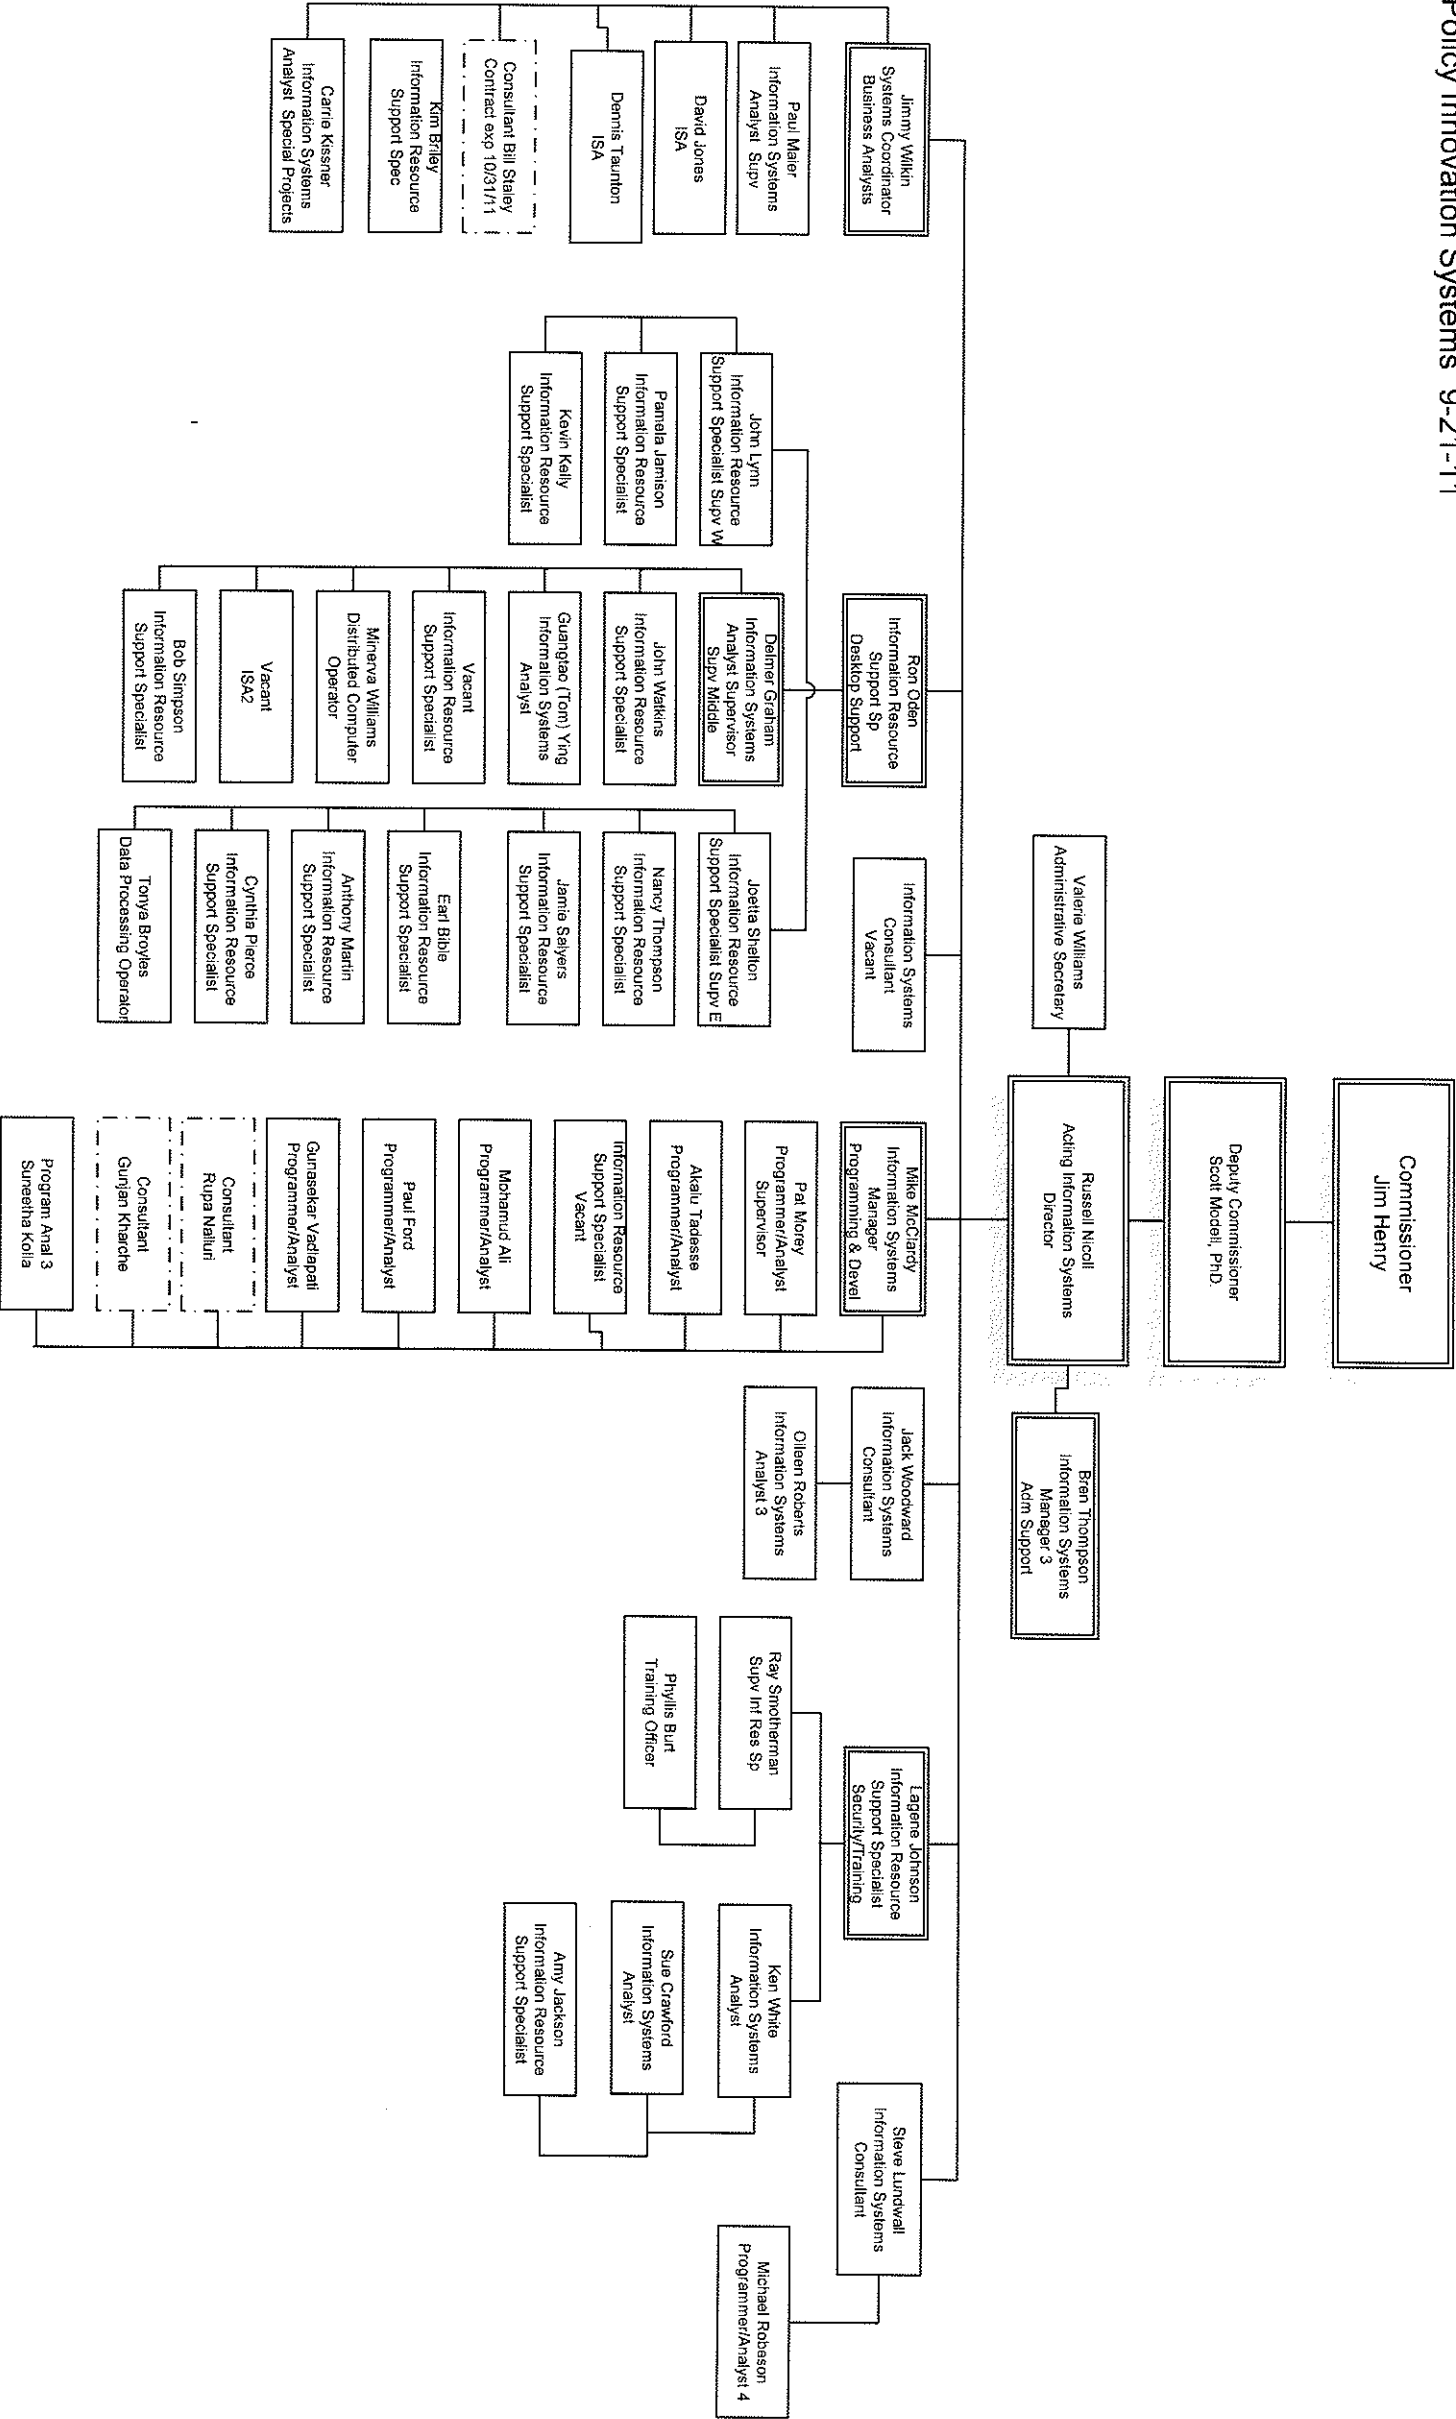 Policy Innovation Systems 9-21-11
Commissioner
Jim Henry
Deputy Commissioner
Scott Modell, PhD.
Valerie Williams
Administrative Secretary
Russell Nicoll
Acting Information Systems
Director
Bren Thompson
Information Systems
Manager 3
Adm Support
Jimmy Wilkin
Systems Coordinator
Business Analysts
Paul Maier
Information Systems
Analyst Supv
David Jones
ISA
Dennis Taunton
ISA
Consultant Bill Staley
Contract exp 10/31/11
Kim Briley
Information Resource
Support Spec
Carrie Kissner
Information Systems
Analyst Special Projects
Ron Oden
Information Resource
Support Sp
Desktop Support
John Lynn
Information Resource
Support Specialist Supv W
Pamela Jamison
Information Resource
Support Specialist
Kevin Kelly
Information Resource
Support Specialist
Delmer Graham
Information Systems
Analyst Supervisor
Supv Middle
John Watkins
Information Resource
Support Specialist
Guangtao (Tom) Ying
Information Systems
Analyst
Vacant
Information Resource
Support Specialist
Minerva Williams
Distributed Computer
Operator
Vacant
ISA2
Bob Simpson
Information Resource
Support Specialist
Joetta Shelton
Information Resource
Support Specialist Supv E
Nancy Thompson
Information Resource
Support Specialist
Jamie Salyers
Information Resource
Support Specialist
Earl Bible
Information Resource
Support Specialist
Anthony Martin
Information Resource
Support Specialist
Cynthia Pierce
Information Resource
Support Specialist
Tonya Broyles
Data Processing Operator
Information Systems
Consultant
Vacant
Mike McClardy
Information Systems
Manager
Programming & Devel
Pat Morey
Programmer/Analyst
Supervisor
Akalu Tadesse
Programmer/Analyst
Information Resource
Support Specialist
Vacant
Mohamud Ali
Programmer/Analyst
Paul Ford
Programmer/Analyst
Gunasekar Vadlapati
Programmer/Analyst
Consultant
Rupa Nalluri
Consultant
Gunjan Kharche
Program Anal 3
Suneetha Kolla
Jack Woodward
Information Systems
Consultant
Oileen Roberts
Information Systems
Analyst 3
Lagene Johnson
Information Resource
Support Specialist
Security/Training
Ray Smotherman
Supv Inf Res Sp
Phyllis Burt
Training Officer
Ken White
Information Systems
Analyst
Sue Crawford
Information Systems
Analyst
Amy Jackson
Information Resource
Support Specialist
Steve Lundwall
Information Systems
Consultant
Michael Robeson
Programmer/Analyst 4